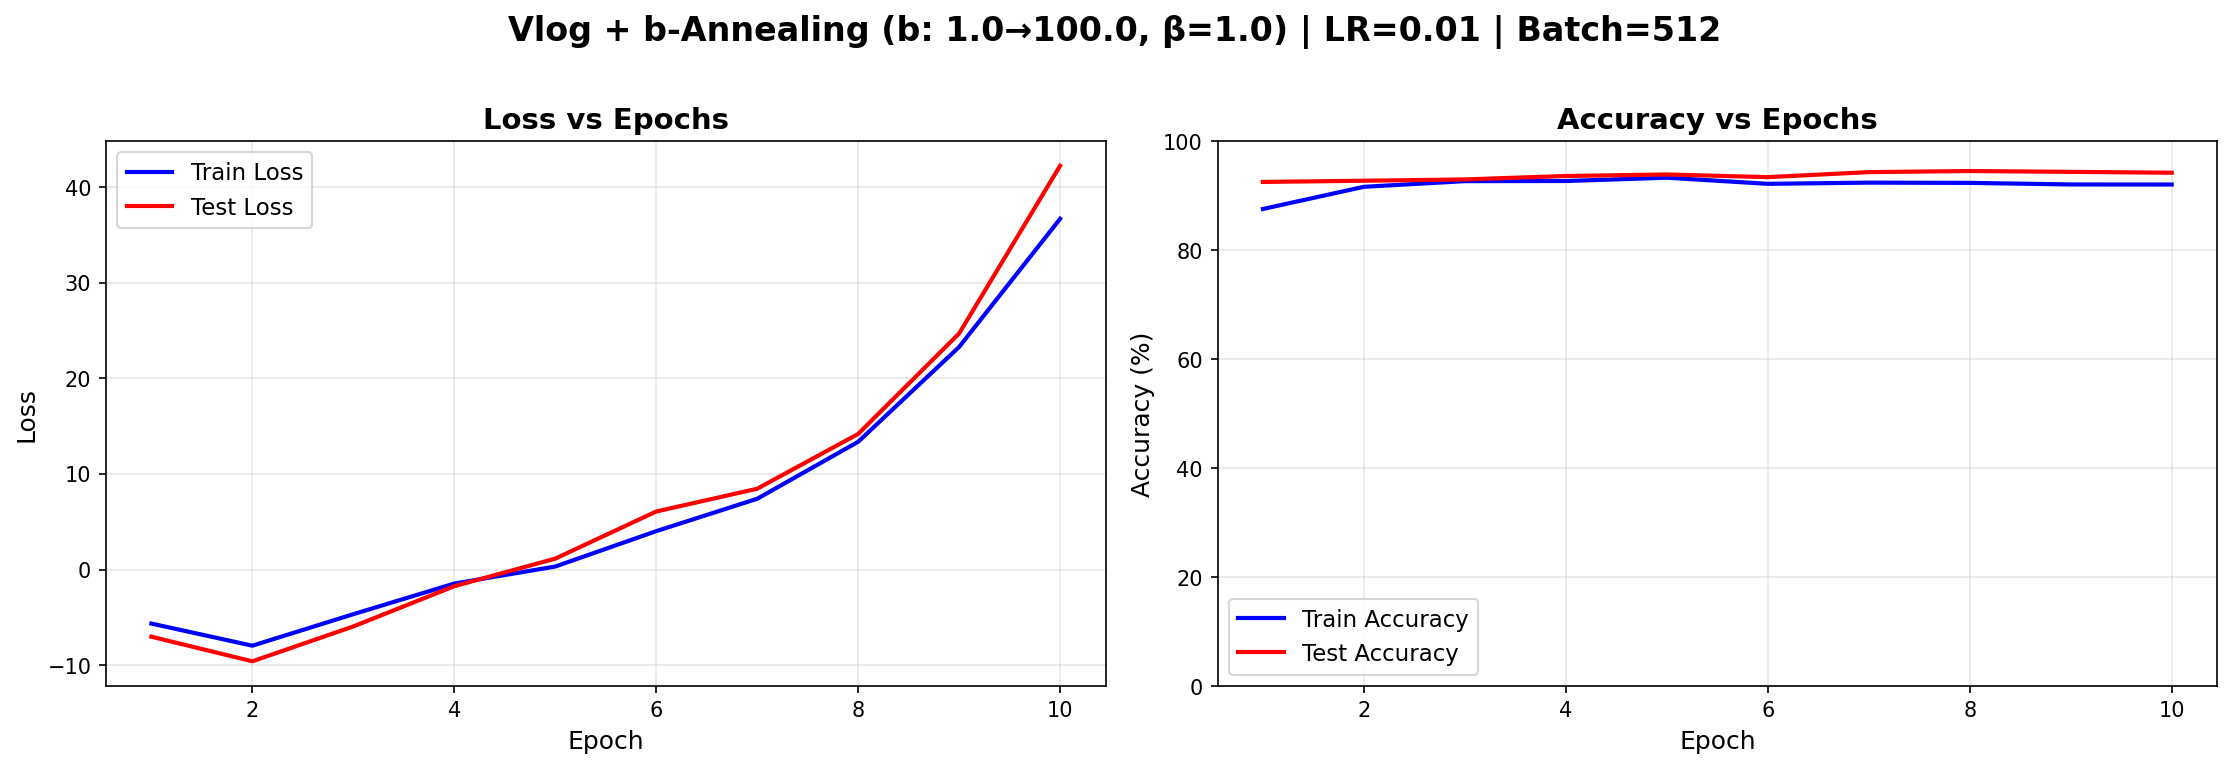 Vlog + b-Annealing (b: 1.0→100.0, β=1.0) | LR=0.01 | Batch=512
Loss vs Epochs
Train Loss
Test Loss
40
30
20
10
0
−10
Loss
2
4
6
8
10
Epoch
Accuracy vs Epochs
100
80
60
40
20
0
Accuracy (%)
Train Accuracy
Test Accuracy
2
4
6
8
10
Epoch